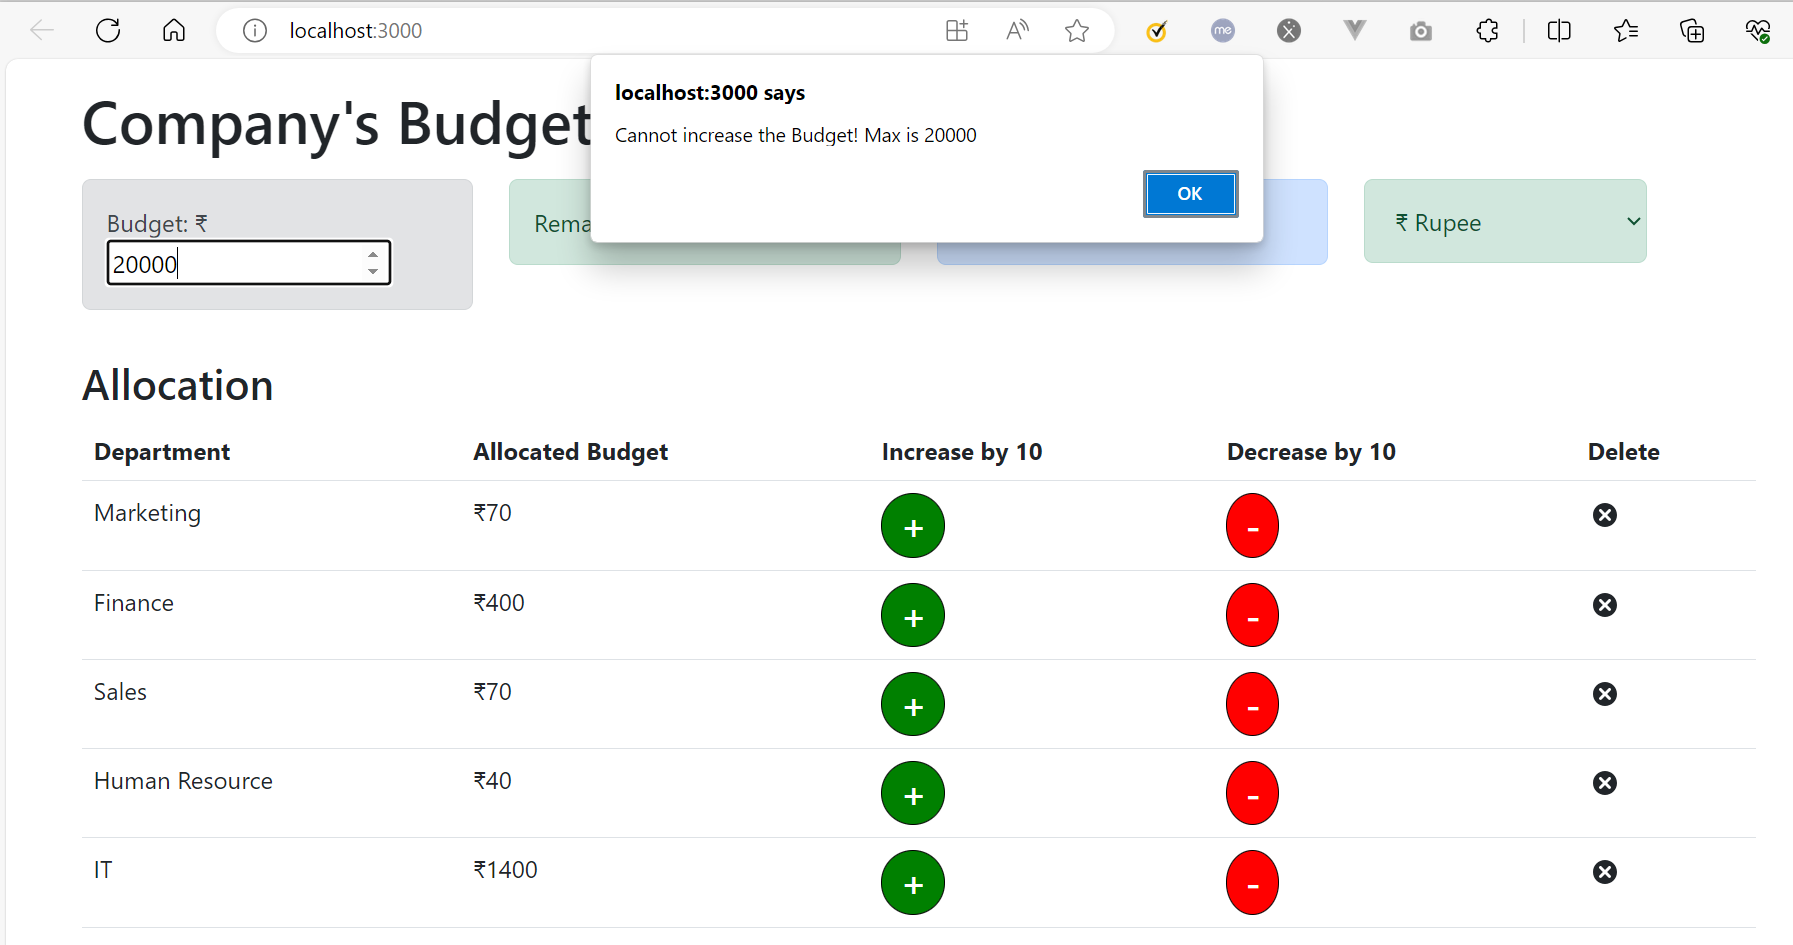 localhost:3000
me
localhost:3000 says
Cannot increase the Budget! Max is 20000
OK
Company's Budget
Budget: ₹
20000
Rema
₹ Rupee
Allocation
Department Allocated Budget Increase by 10 Decrease by 10 Delete
Marketing ₹70 + -
Finance ₹400 + -
Sales ₹70 + -
Human Resource ₹40 + -
IT ₹1400 + -